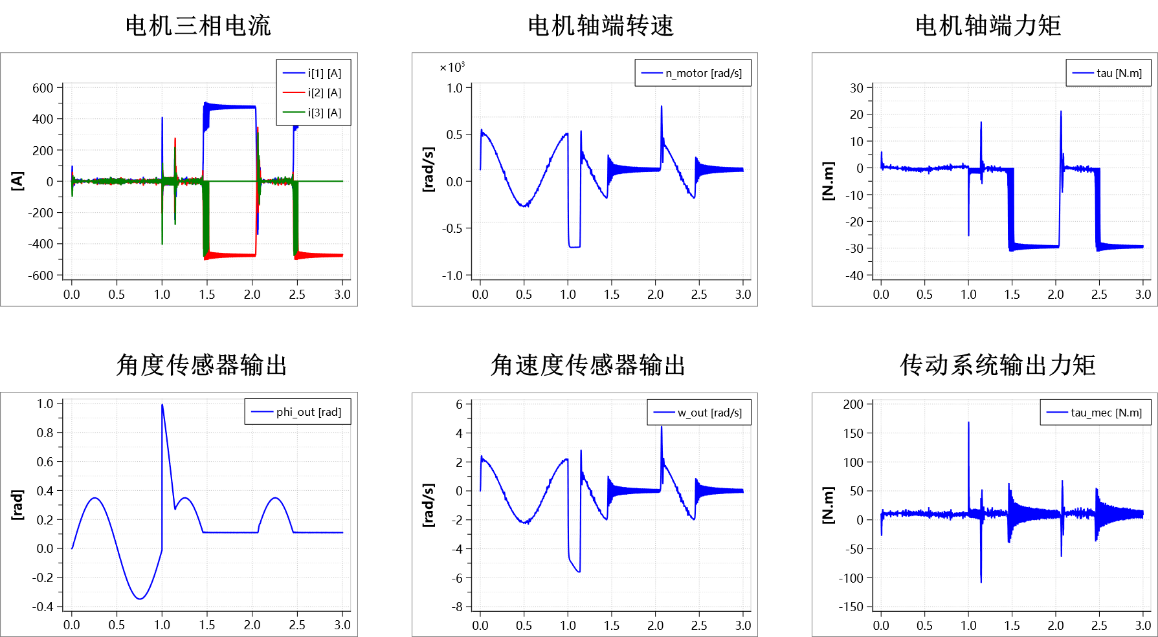 电机三相电流
i[1] [A]
i[2] [A]
i[3] [A]
[A]
600
400
200
0
-200
-400
-600
0.0 0.5 1.0 1.5 2.0 2.5 3.0
电机轴端转速
×10³
n_motor [rad/s]
[rad/s]
1.0
0.5
0.0
-0.5
-1.0
0.0 0.5 1.0 1.5 2.0 2.5 3.0
电机轴端力矩
tau [N.m]
[N.m]
30
20
10
0
-10
-20
-30
-40
0.0 0.5 1.0 1.5 2.0 2.5 3.0
角度传感器输出
phi_out [rad]
[rad]
1.0
0.8
0.6
0.4
0.2
0.0
-0.2
-0.4
0.0 0.5 1.0 1.5 2.0 2.5 3.0
角速度传感器输出
w_out [rad/s]
[rad/s]
6
4
2
0
-2
-4
-6
-8
0.0 0.5 1.0 1.5 2.0 2.5 3.0
传动系统输出力矩
tau_mec [N.m]
[N.m]
200
150
100
50
0
-50
-100
-150
0.0 0.5 1.0 1.5 2.0 2.5 3.0